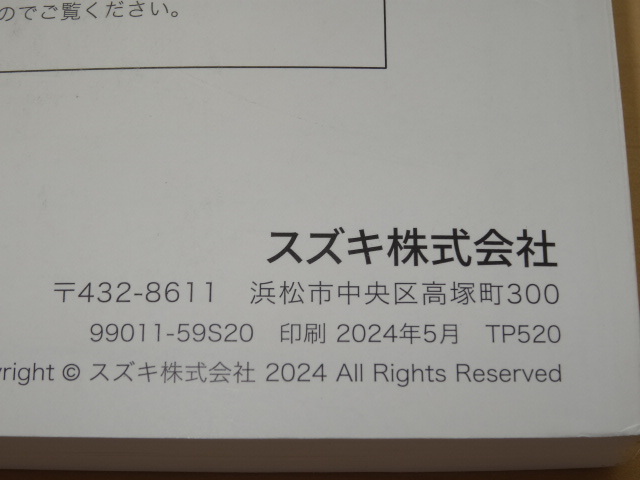 のでご覧ください。
スズキ株式会社
〒432-8611 浜松市中央区高塚町300
99011-59S20 印刷 2024年5月 TP520
yright © スズキ株式会社 2024 All Rights Reserved